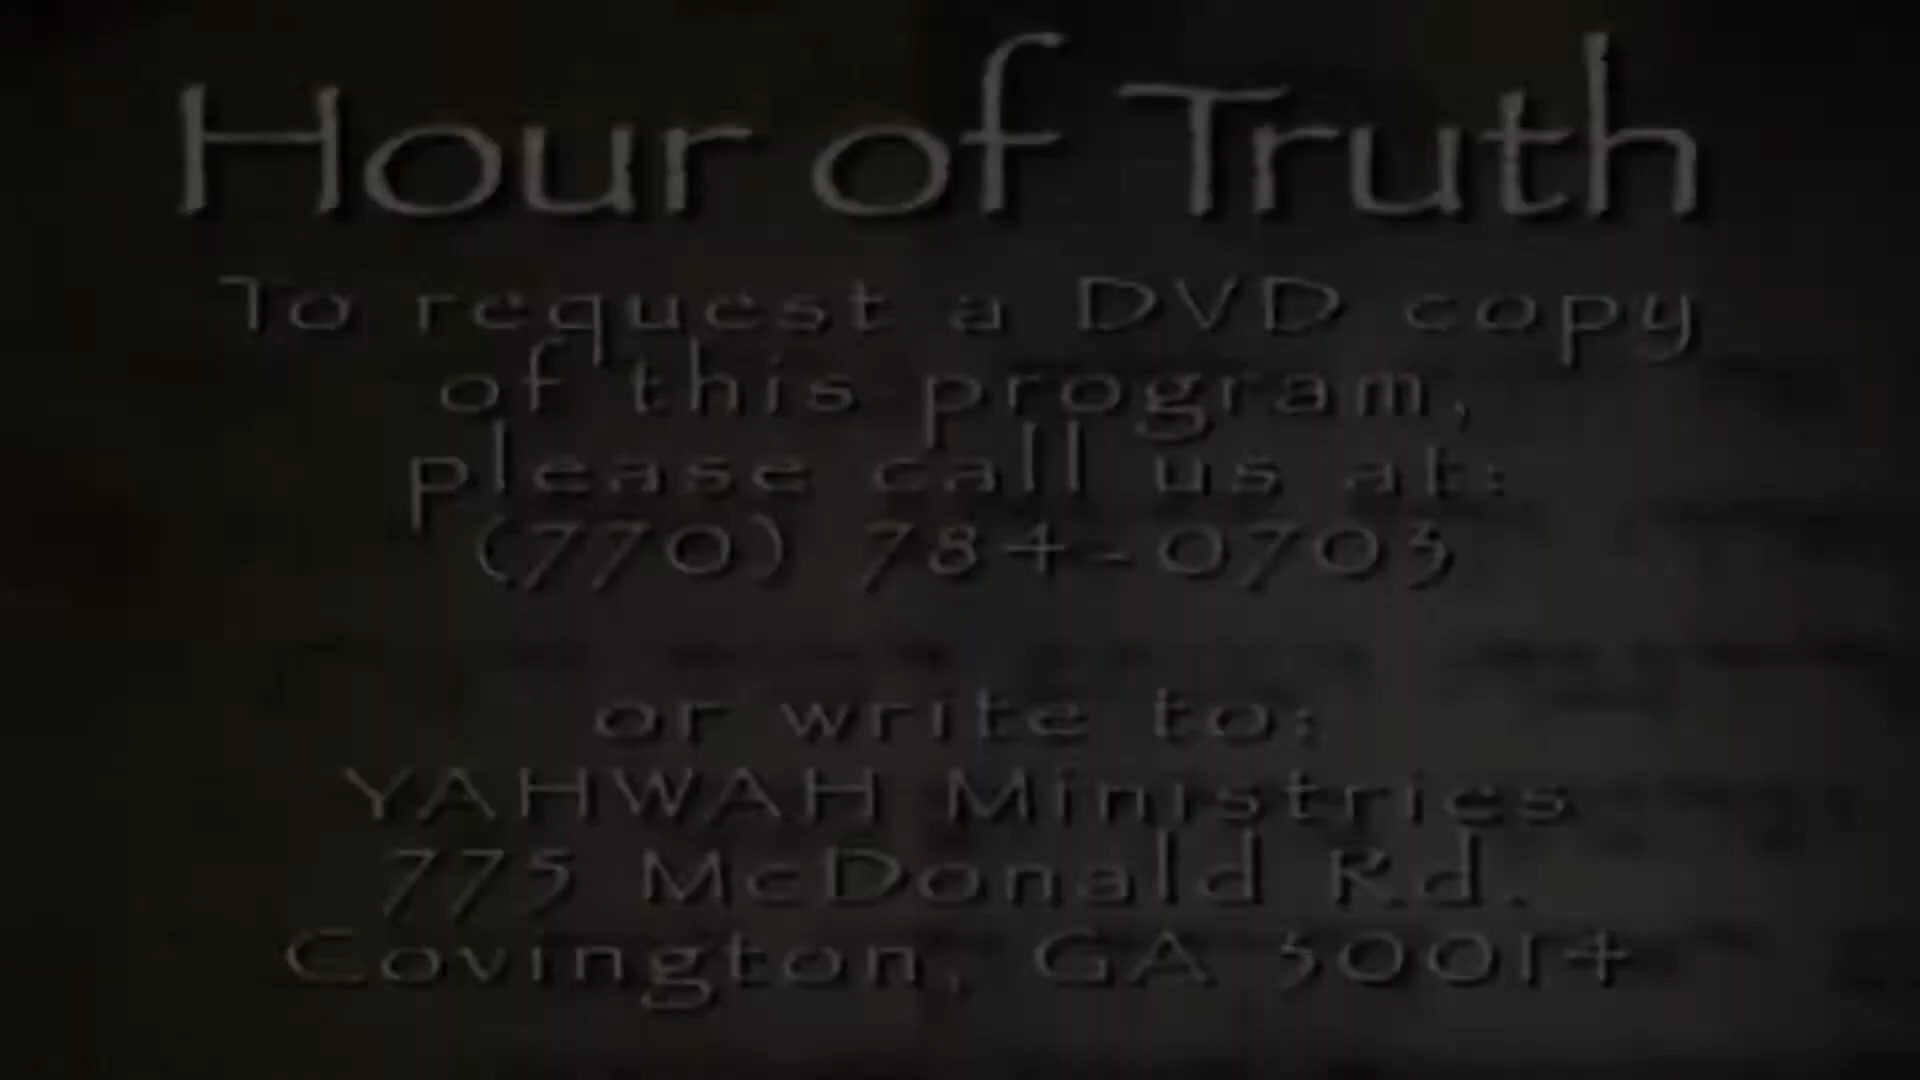 Hour of Truth
To request a DVD copy
of this program,
please call us at:
(770) 784-0703
or write to:
YAHWAH Ministries
775 McDonald Rd.
Covington, GA 30014